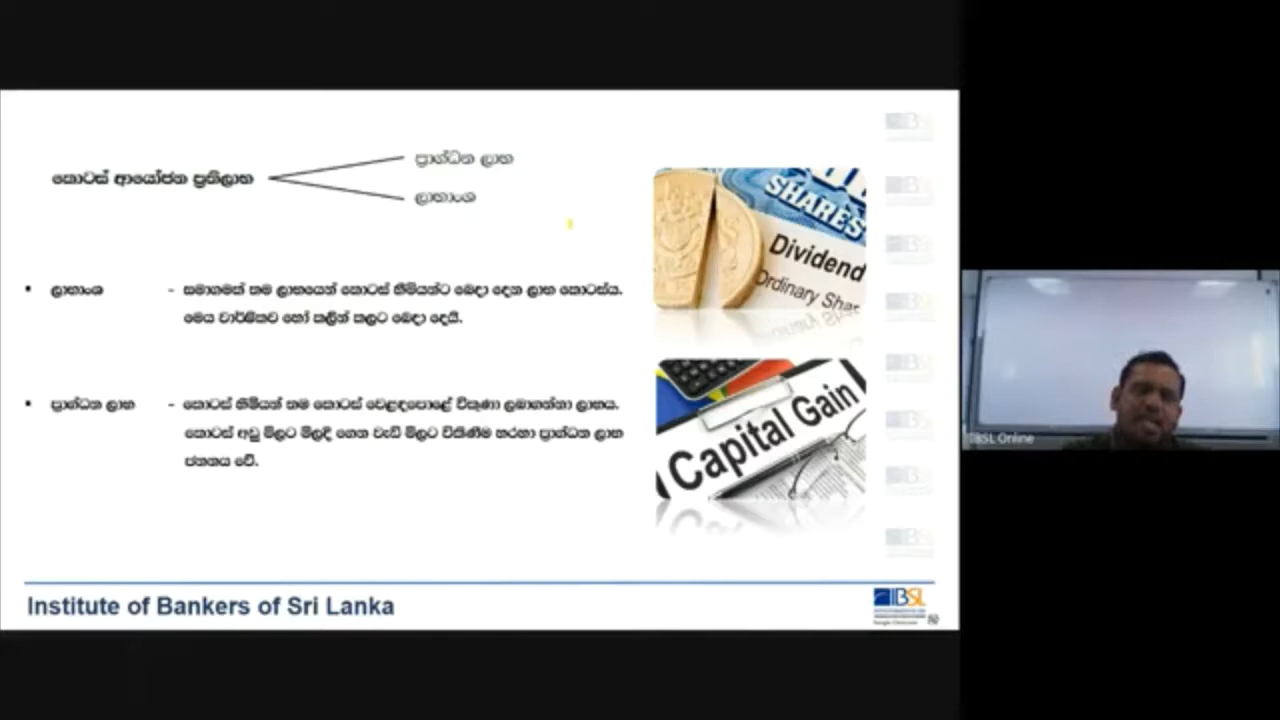 කොටස් ආයෝජන ප්‍රතිලාභ
ප්‍රාග්ධන ලාභ
ලාභාංශ
▪ ලාභාංශ - සමාගමක් තම ලාභයෙන් කොටස් හිමියන්ට බෙදා දෙන ලාභ කොටස්ය.
මෙය වාර්ෂිකව හෝ කලින් කලට බෙදා දෙයි.
▪ ප්‍රාග්ධන ලාභ - කොටස් හිමියන් තම කොටස් වෙළඳපොළේ විකුණා ලබාගන්නා ලාභය.
කොටස් අඩු මිලට මිලදී ගෙන වැඩි මිලට විකිණීම හරහා ප්‍රාග්ධන ලාභ
ජනනය වේ.
SHARES
Dividend
Ordinary Shar
Capital Gain
Institute of Bankers of Sri Lanka
IBSL
IBSL Online